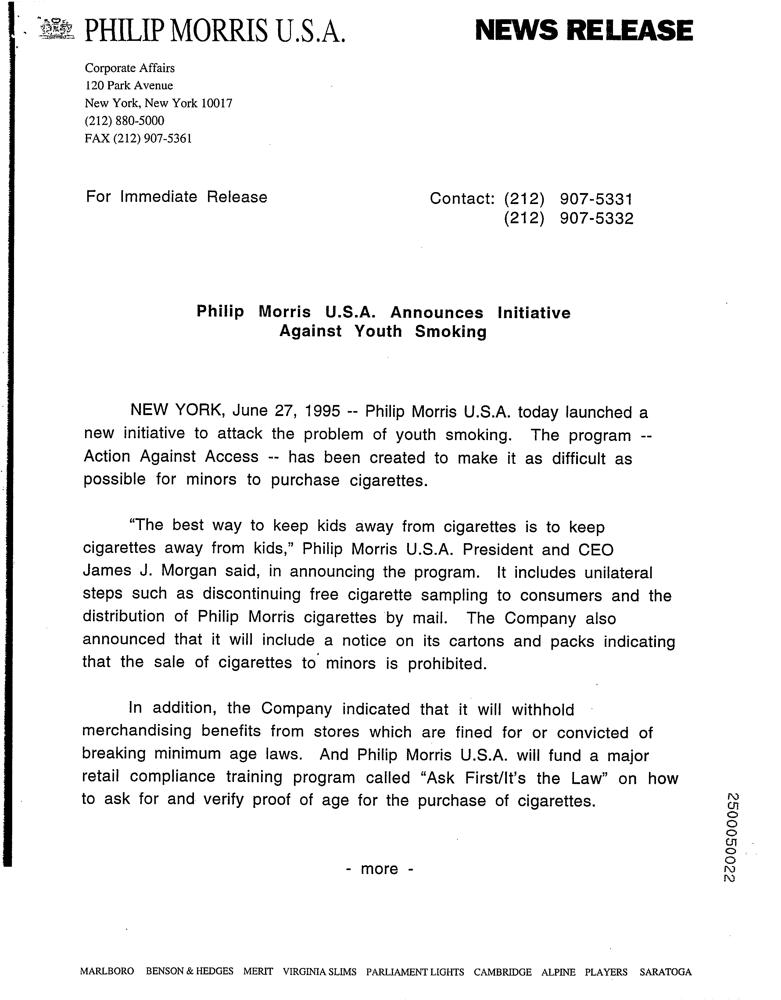 PHILIP MORRIS U.S.A.
NEWS RELEASE
Corporate Affairs
120 Park Avenue
New York, New York 10017
(212) 880-5000
FAX (212) 907-5361
For Immediate Release
Contact: (212) 907-5331
(212) 907-5332
Philip Morris U.S.A. Announces Initiative
Against Youth Smoking
NEW YORK, June 27, 1995 -- Philip Morris U.S.A. today launched a
new initiative to attack the problem of youth smoking. The program --
Action Against Access -- has been created to make it as difficult as
possible for minors to purchase cigarettes.
“The best way to keep kids away from cigarettes is to keep
cigarettes away from kids,” Philip Morris U.S.A. President and CEO
James J. Morgan said, in announcing the program. It includes unilateral
steps such as discontinuing free cigarette sampling to consumers and the
distribution of Philip Morris cigarettes by mail. The Company also
announced that it will include a notice on its cartons and packs indicating
that the sale of cigarettes to minors is prohibited.
In addition, the Company indicated that it will withhold
merchandising benefits from stores which are fined for or convicted of
breaking minimum age laws. And Philip Morris U.S.A. will fund a major
retail compliance training program called “Ask First/It's the Law” on how
to ask for and verify proof of age for the purchase of cigarettes.
- more -
2500050022
MARLBORO BENSON & HEDGES MERIT VIRGINIA SLIMS PARLIAMENT LIGHTS CAMBRIDGE ALPINE PLAYERS SARATOGA